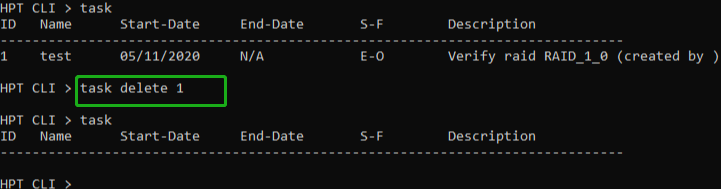 HPT CLI > task
ID Name Start-Date End-Date S-F Description
-------------------------------------------------------------------------------
1 test 05/11/2020 N/A E-O Verify raid RAID_1_0 (created by )
HPT CLI > task delete 1
HPT CLI > task
ID Name Start-Date End-Date S-F Description
-------------------------------------------------------------------------------
HPT CLI >